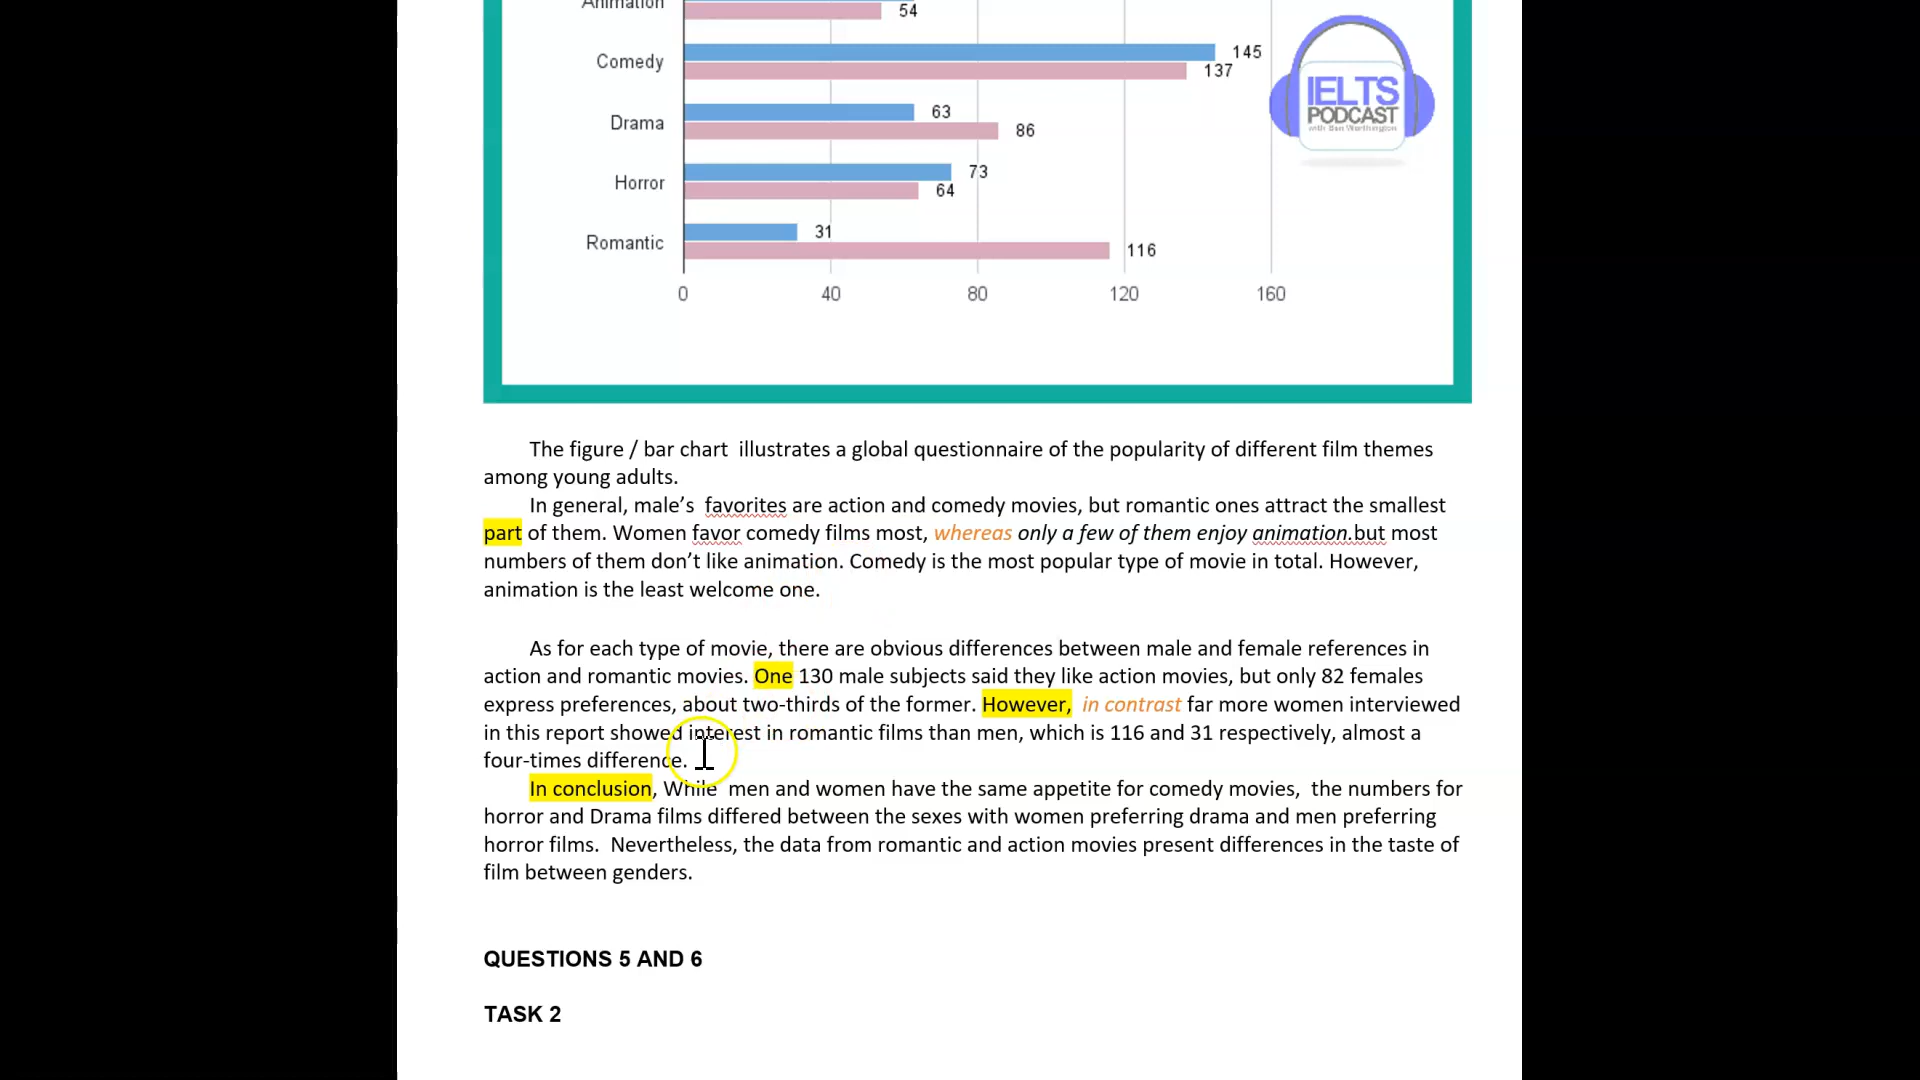 Animation
54
Comedy
145
137
Drama
63
86
Horror
73
64
Romantic
31
116
0 40 80 120 160
IELTS
PODCAST
with Ben Worthington
The figure / bar chart  illustrates a global questionnaire of the popularity of different film themes
among young adults.
In general, male’s  favorites are action and comedy movies, but romantic ones attract the smallest
part of them. Women favor comedy films most, whereas only a few of them enjoy animation.but most
numbers of them don’t like animation. Comedy is the most popular type of movie in total. However,
animation is the least welcome one.
As for each type of movie, there are obvious differences between male and female references in
action and romantic movies. One 130 male subjects said they like action movies, but only 82 females
express preferences, about two-thirds of the former. However,  in contrast far more women interviewed
in this report showed interest in romantic films than men, which is 116 and 31 respectively, almost a
four-times difference.
In conclusion, While  men and women have the same appetite for comedy movies,  the numbers for
horror and Drama films differed between the sexes with women preferring drama and men preferring
horror films.  Nevertheless, the data from romantic and action movies present differences in the taste of
film between genders.
QUESTIONS 5 AND 6
TASK 2